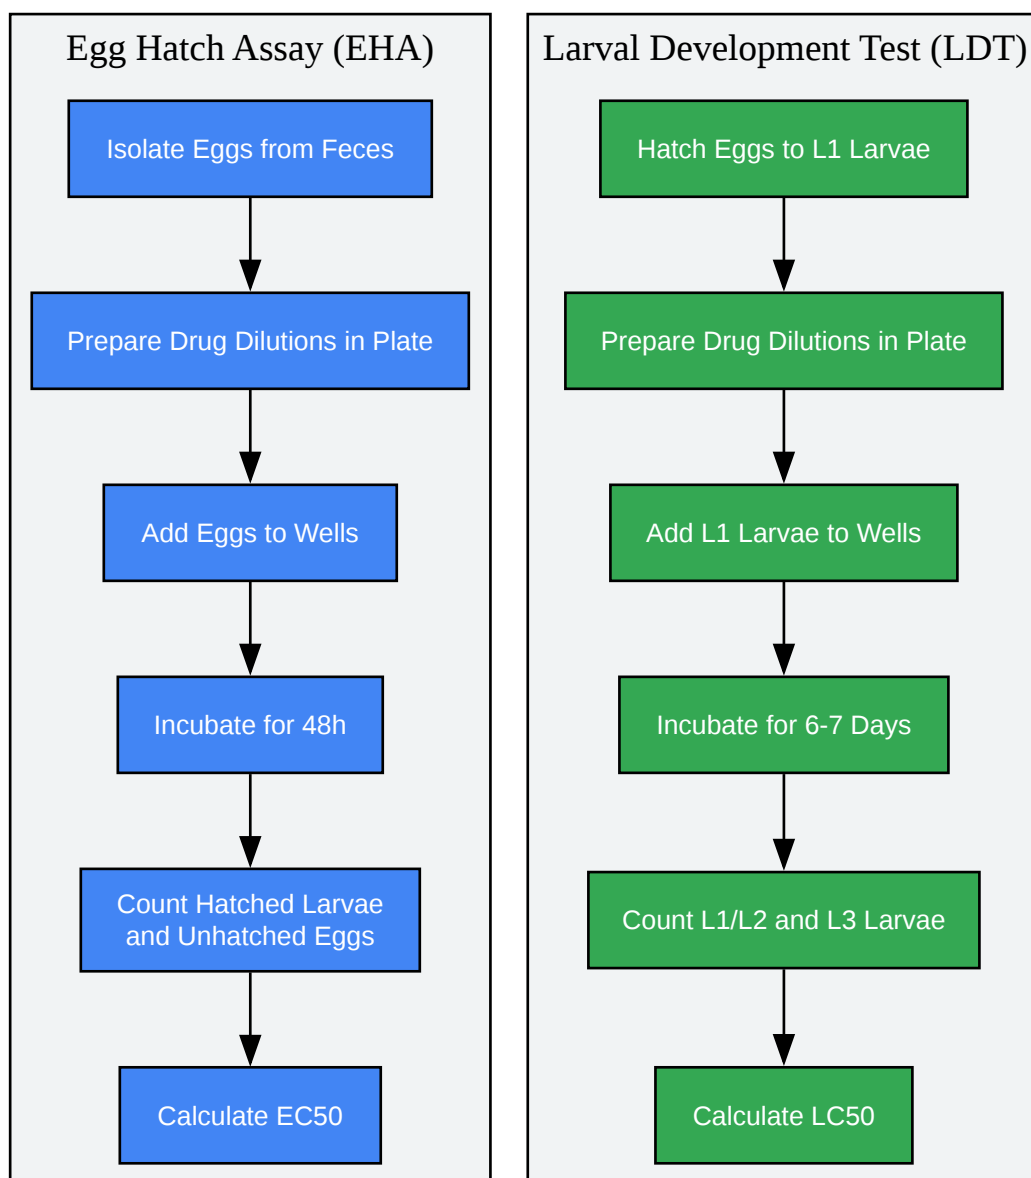 Egg Hatch Assay (EHA)
Isolate Eggs from Feces
Prepare Drug Dilutions in Plate
Add Eggs to Wells
Incubate for 48h
Count Hatched Larvae
and Unhatched Eggs
Calculate EC50
Larval Development Test (LDT)
Hatch Eggs to L1 Larvae
Prepare Drug Dilutions in Plate
Add L1 Larvae to Wells
Incubate for 6-7 Days
Count L1/L2 and L3 Larvae
Calculate LC50